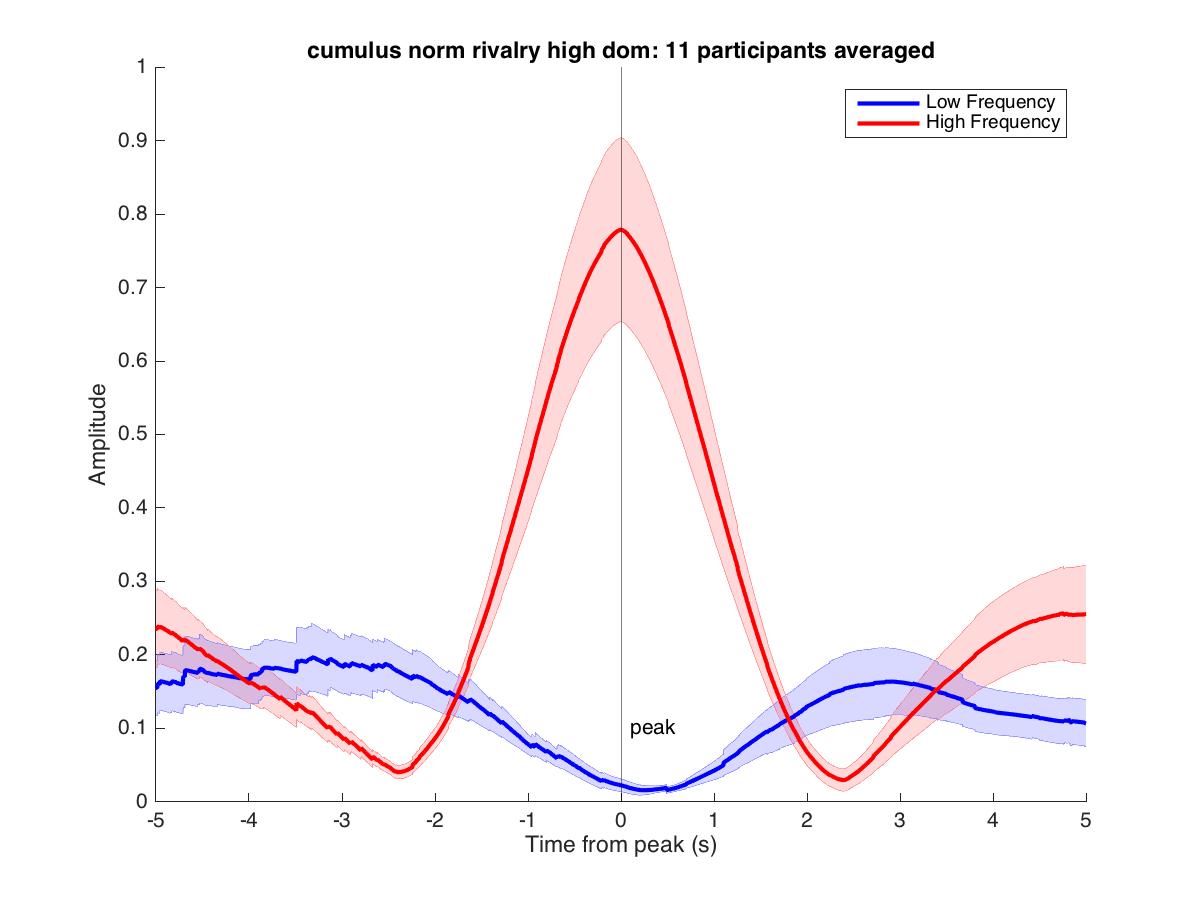 cumulus norm rivalry high dom: 11 participants averaged
Low Frequency
High Frequency
Amplitude
1
0.9
0.8
0.7
0.6
0.5
0.4
0.3
0.2
0.1
0
peak
-5 -4 -3 -2 -1 0 1 2 3 4 5
Time from peak (s)